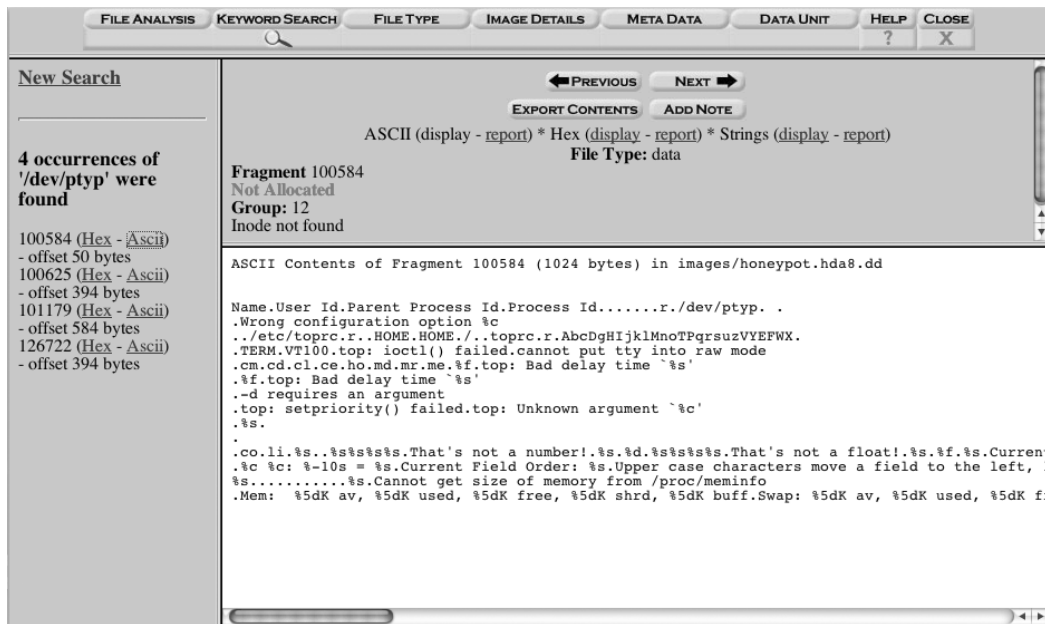 FILE ANALYSIS KEYWORD SEARCH FILE TYPE IMAGE DETAILS META DATA DATA UNIT HELP CLOSE
? X
New Search
4 occurrences of
'/dev/ptyp' were
found
100584 (Hex - Ascii)
- offset 50 bytes
100625 (Hex - Ascii)
- offset 394 bytes
101179 (Hex - Ascii)
- offset 584 bytes
126722 (Hex - Ascii)
- offset 394 bytes
PREVIOUS NEXT
EXPORT CONTENTS ADD NOTE
ASCII (display - report) * Hex (display - report) * Strings (display - report)
File Type: data
Fragment 100584
Not Allocated
Group: 12
Inode not found
ASCII Contents of Fragment 100584 (1024 bytes) in images/honeypot.hda8.dd
Name.User Id.Parent Process Id.Process Id.......r./dev/ptyp. .
.Wrong configuration option %c
../etc/toprc.r..HOME.HOME./..toprc.r.AbcDgHIjklMnoTPqrsuzVYEFWX.
.TERM.VT100.top: ioctl() failed.cannot put tty into raw mode
.cm.cd.cl.ce.ho.md.mr.me.%f.top: Bad delay time `%s'
.%f.top: Bad delay time `%s'
.-d requires an argument
.top: setpriority() failed.top: Unknown argument `%c'
.%s.
.
.co.li.%s..%s%s%s%s.That's not a number!.%s.%d.%s%s%s%s.That's not a float!.%s.%f.%s.Curren
.%c %c: %-10s = %s.Current Field Order: %s.Upper case characters move a field to the left,
%s...........%s.Cannot get size of memory from /proc/meminfo
.Mem: %5dK av, %5dK used, %5dK free, %5dK shrd, %5dK buff.Swap: %5dK av, %5dK used, %5dK f